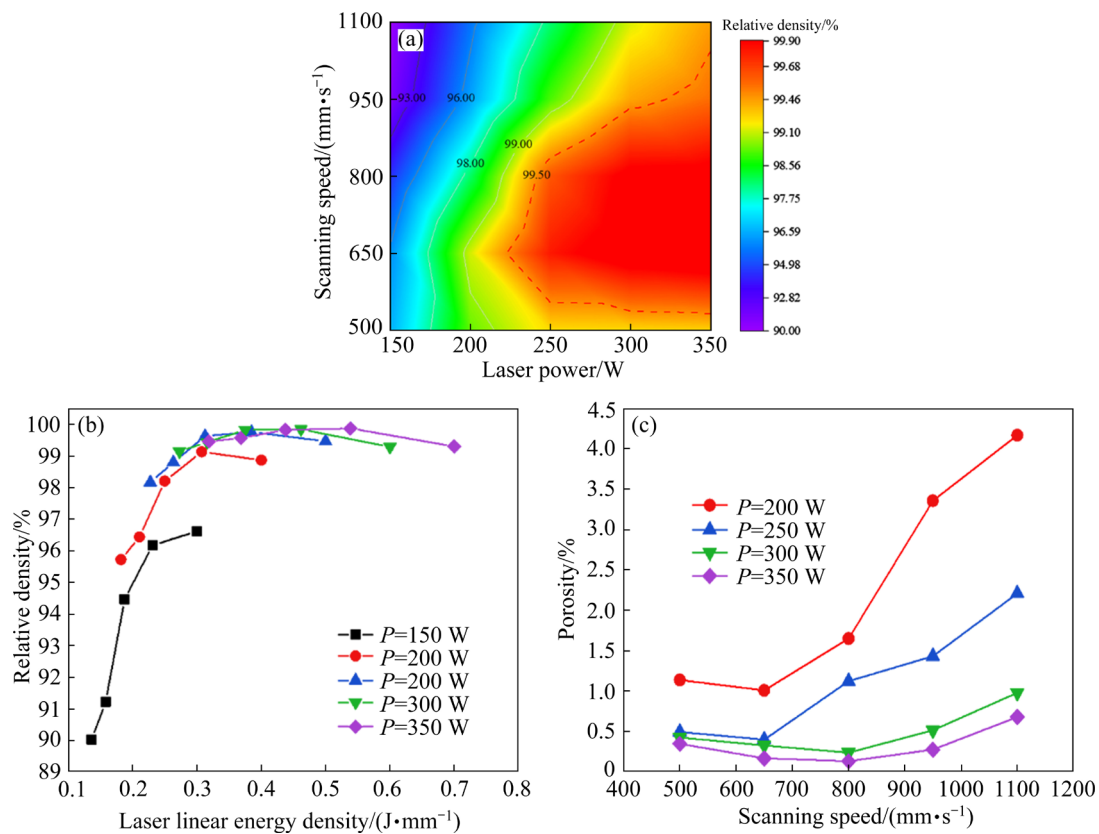 (a)
Relative density/%
1100
950
800
650
500
Scanning speed/(mm•s⁻¹)
93.00
96.00
98.00
99.00
99.50
150 200 250 300 350
Laser power/W
99.90
99.68
99.46
99.10
98.56
97.75
96.59
94.98
92.82
90.00
(b)
100
99
98
97
96
95
94
93
92
91
90
89
Relative density/%
P=150 W
P=200 W
P=200 W
P=300 W
P=350 W
0.1 0.2 0.3 0.4 0.5 0.6 0.7 0.8
Laser linear energy density/(J•mm⁻¹)
(c)
4.5
4.0
3.5
3.0
2.5
2.0
1.5
1.0
0.5
0
Porosity/%
P=200 W
P=250 W
P=300 W
P=350 W
400 500 600 700 800 900 1000 1100 1200
Scanning speed/(mm•s⁻¹)